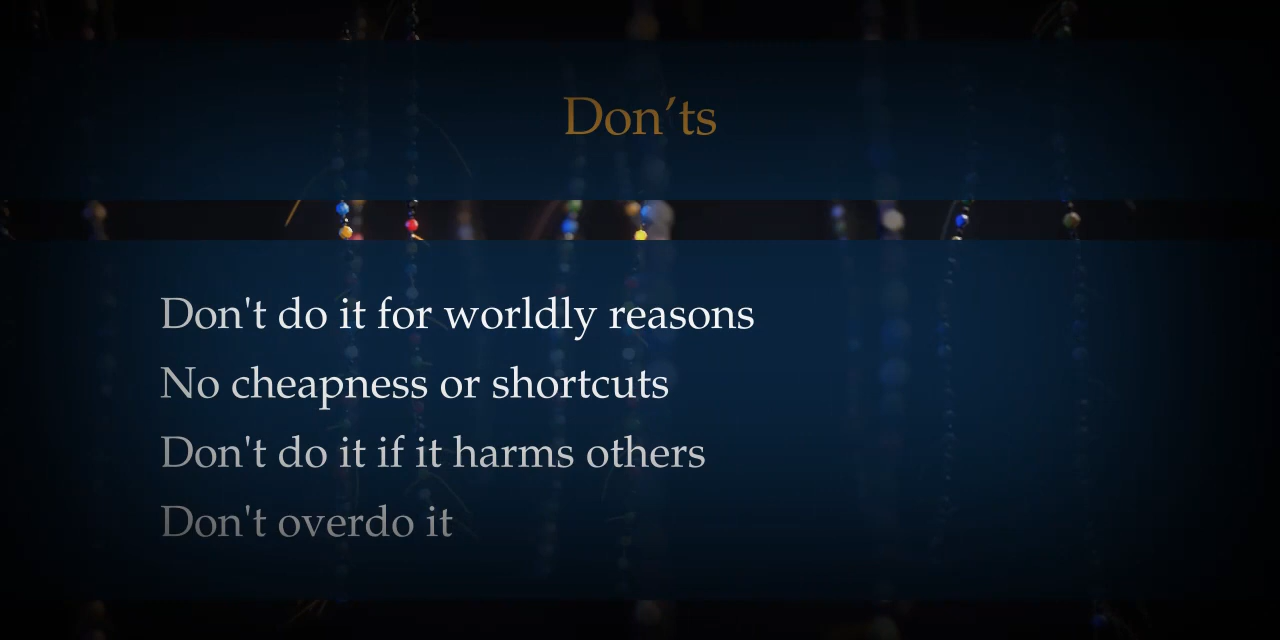 Don’ts
Don't do it for worldly reasons
No cheapness or shortcuts
Don't do it if it harms others
Don't overdo it